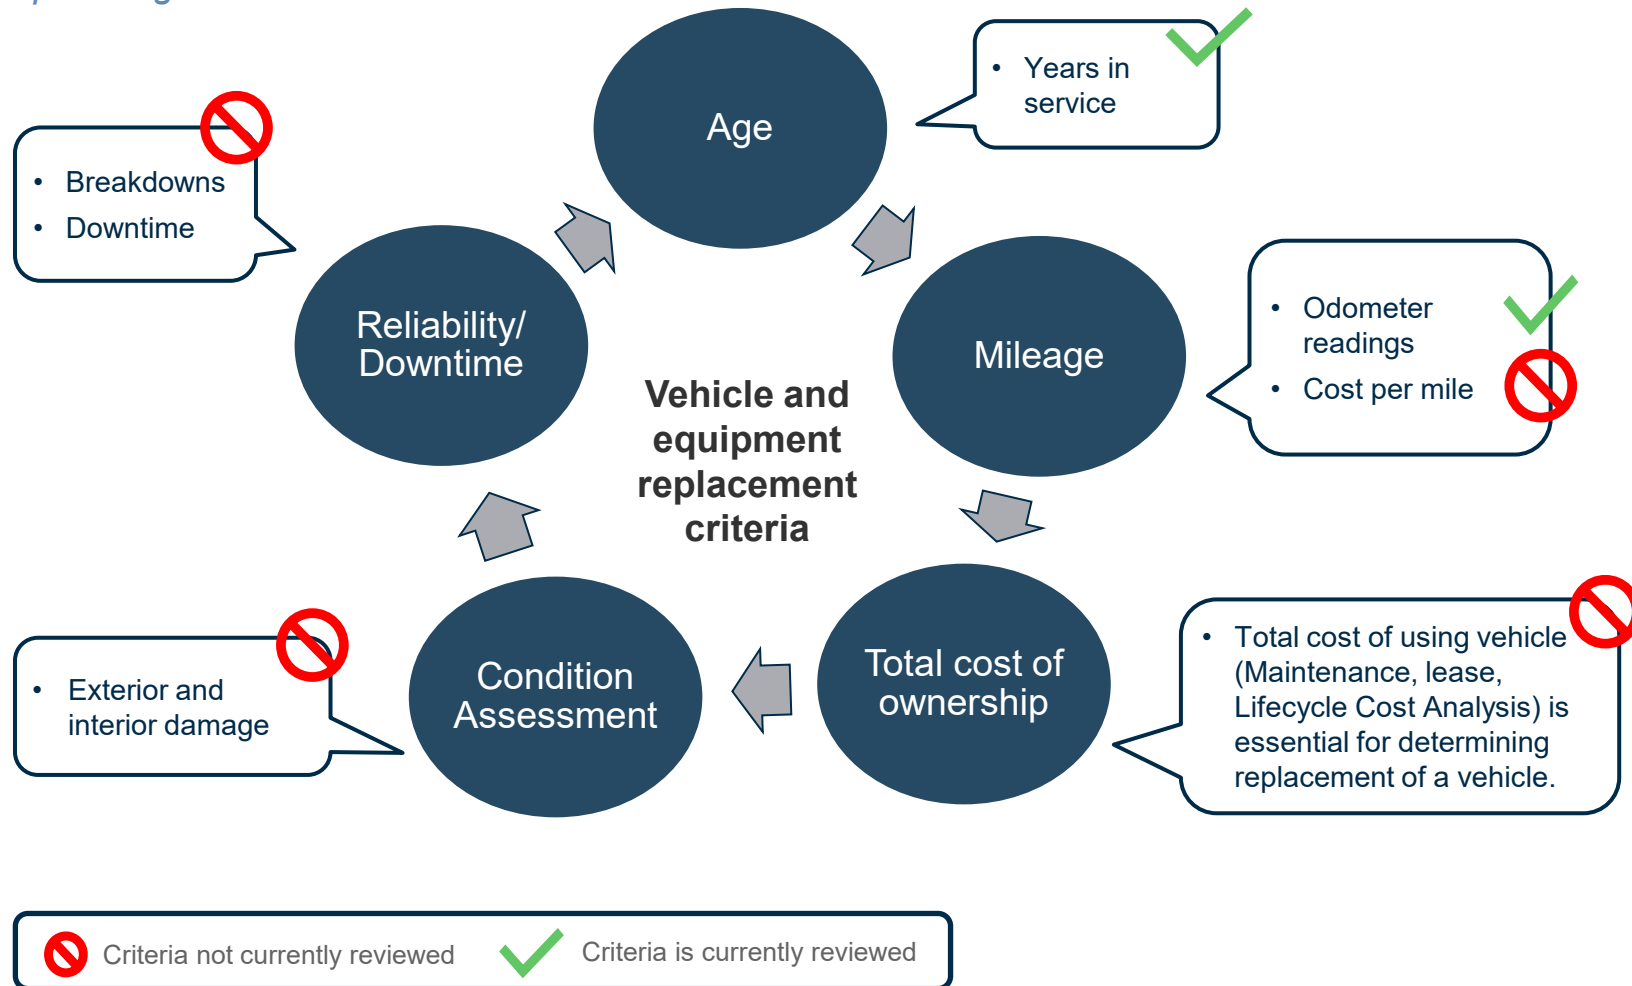 Age
• Years in
service
• Breakdowns
• Downtime
Reliability/
Downtime
Mileage
• Odometer
readings
• Cost per mile
Vehicle and
equipment
replacement
criteria
Condition
Assessment
• Exterior and
interior damage
Total cost of
ownership
• Total cost of using vehicle
(Maintenance, lease,
Lifecycle Cost Analysis) is
essential for determining
replacement of a vehicle.
Criteria not currently reviewed
Criteria is currently reviewed